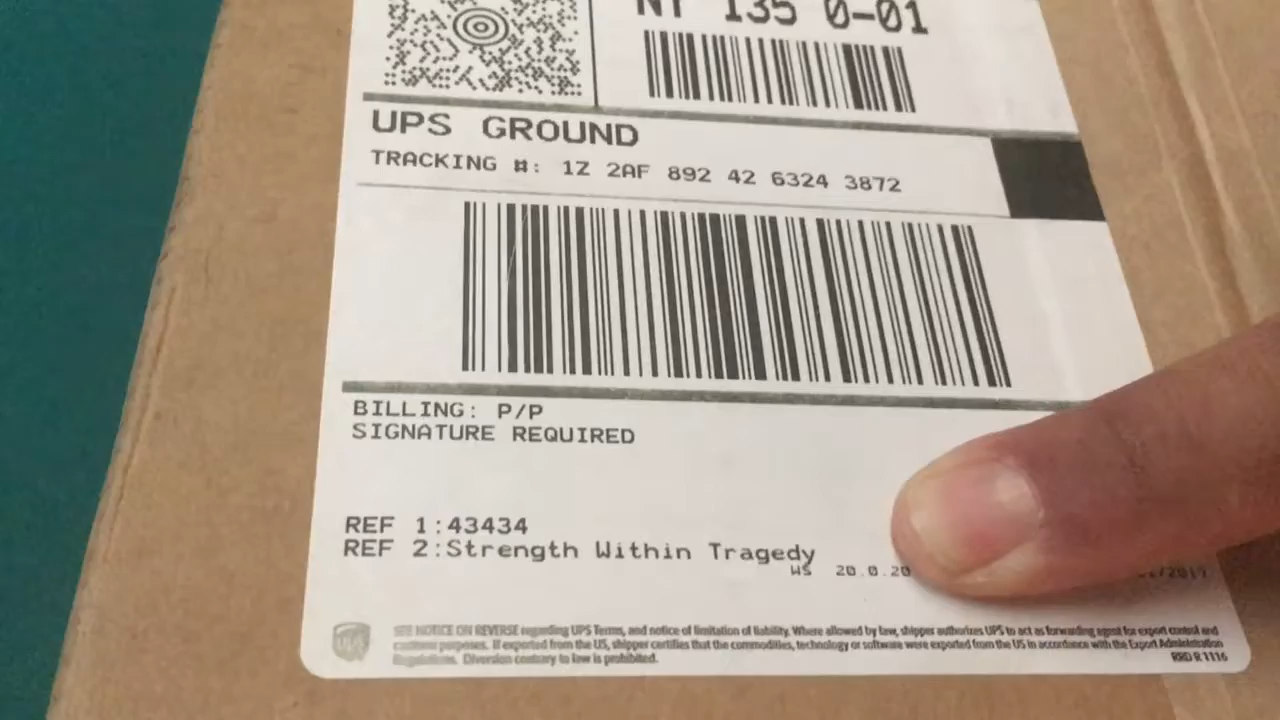 NY 135 0-01
UPS GROUND
TRACKING #: 1Z 2AF 892 42 6324 3872
BILLING: P/P
SIGNATURE REQUIRED
REF 1:43434
REF 2:Strength Within Tragedy
WS 20.0.20
/2017
SEE NOTICE ON REVERSE regarding UPS Terms, and notice of limitation of liability. Where allowed by law, shipper authorizes UPS to act as forwarding agent for export control and
customs purposes. If exported from the US, shipper certifies that the commodities, technology or software were exported from the US in accordance with the Export Administration
Regulations. Diversion contrary to law is prohibited.
RRD R 1116